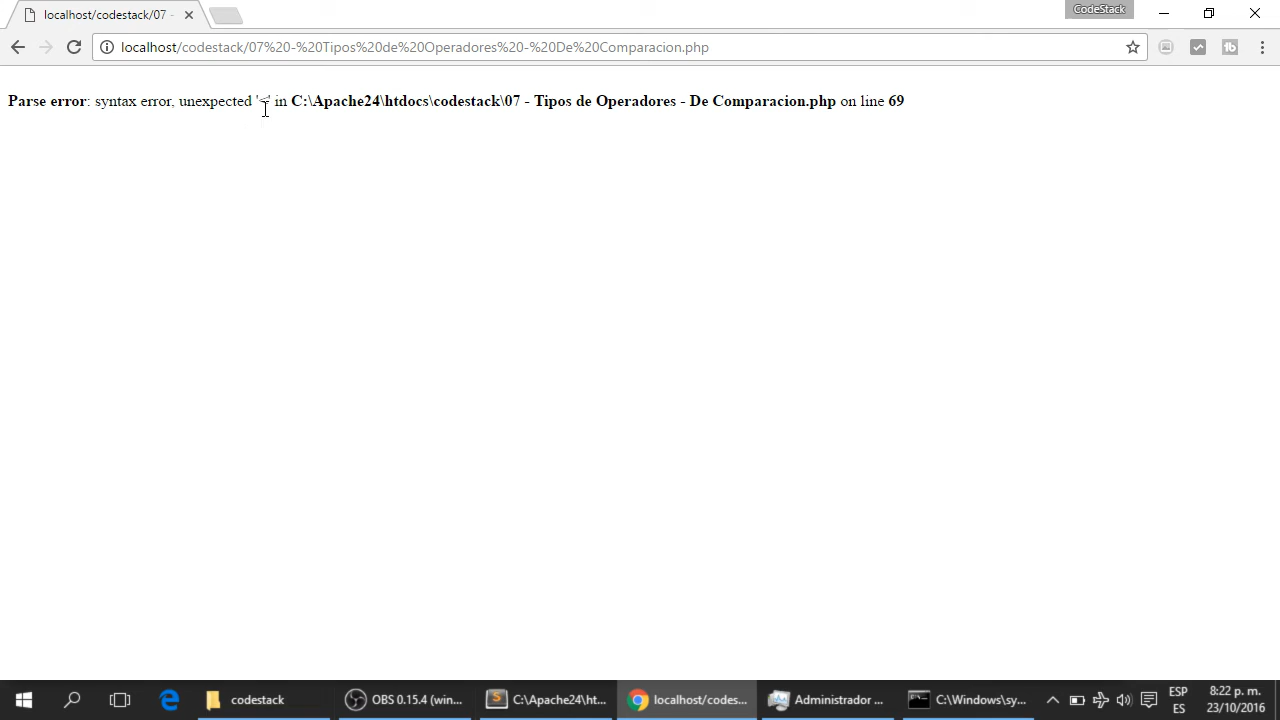 localhost/codestack/07 -
CodeStack
localhost/codestack/07%20-%20Tipos%20de%20Operadores%20-%20De%20Comparacion.php
Parse error: syntax error, unexpected '<' in C:\Apache24\htdocs\codestack\07 - Tipos de Operadores - De Comparacion.php on line 69
codestack
OBS 0.15.4 (win...
C:\Apache24\ht...
localhost/codes...
Administrador ...
C:\Windows\sy...
ESP
ES
8:22 p. m.
23/10/2016